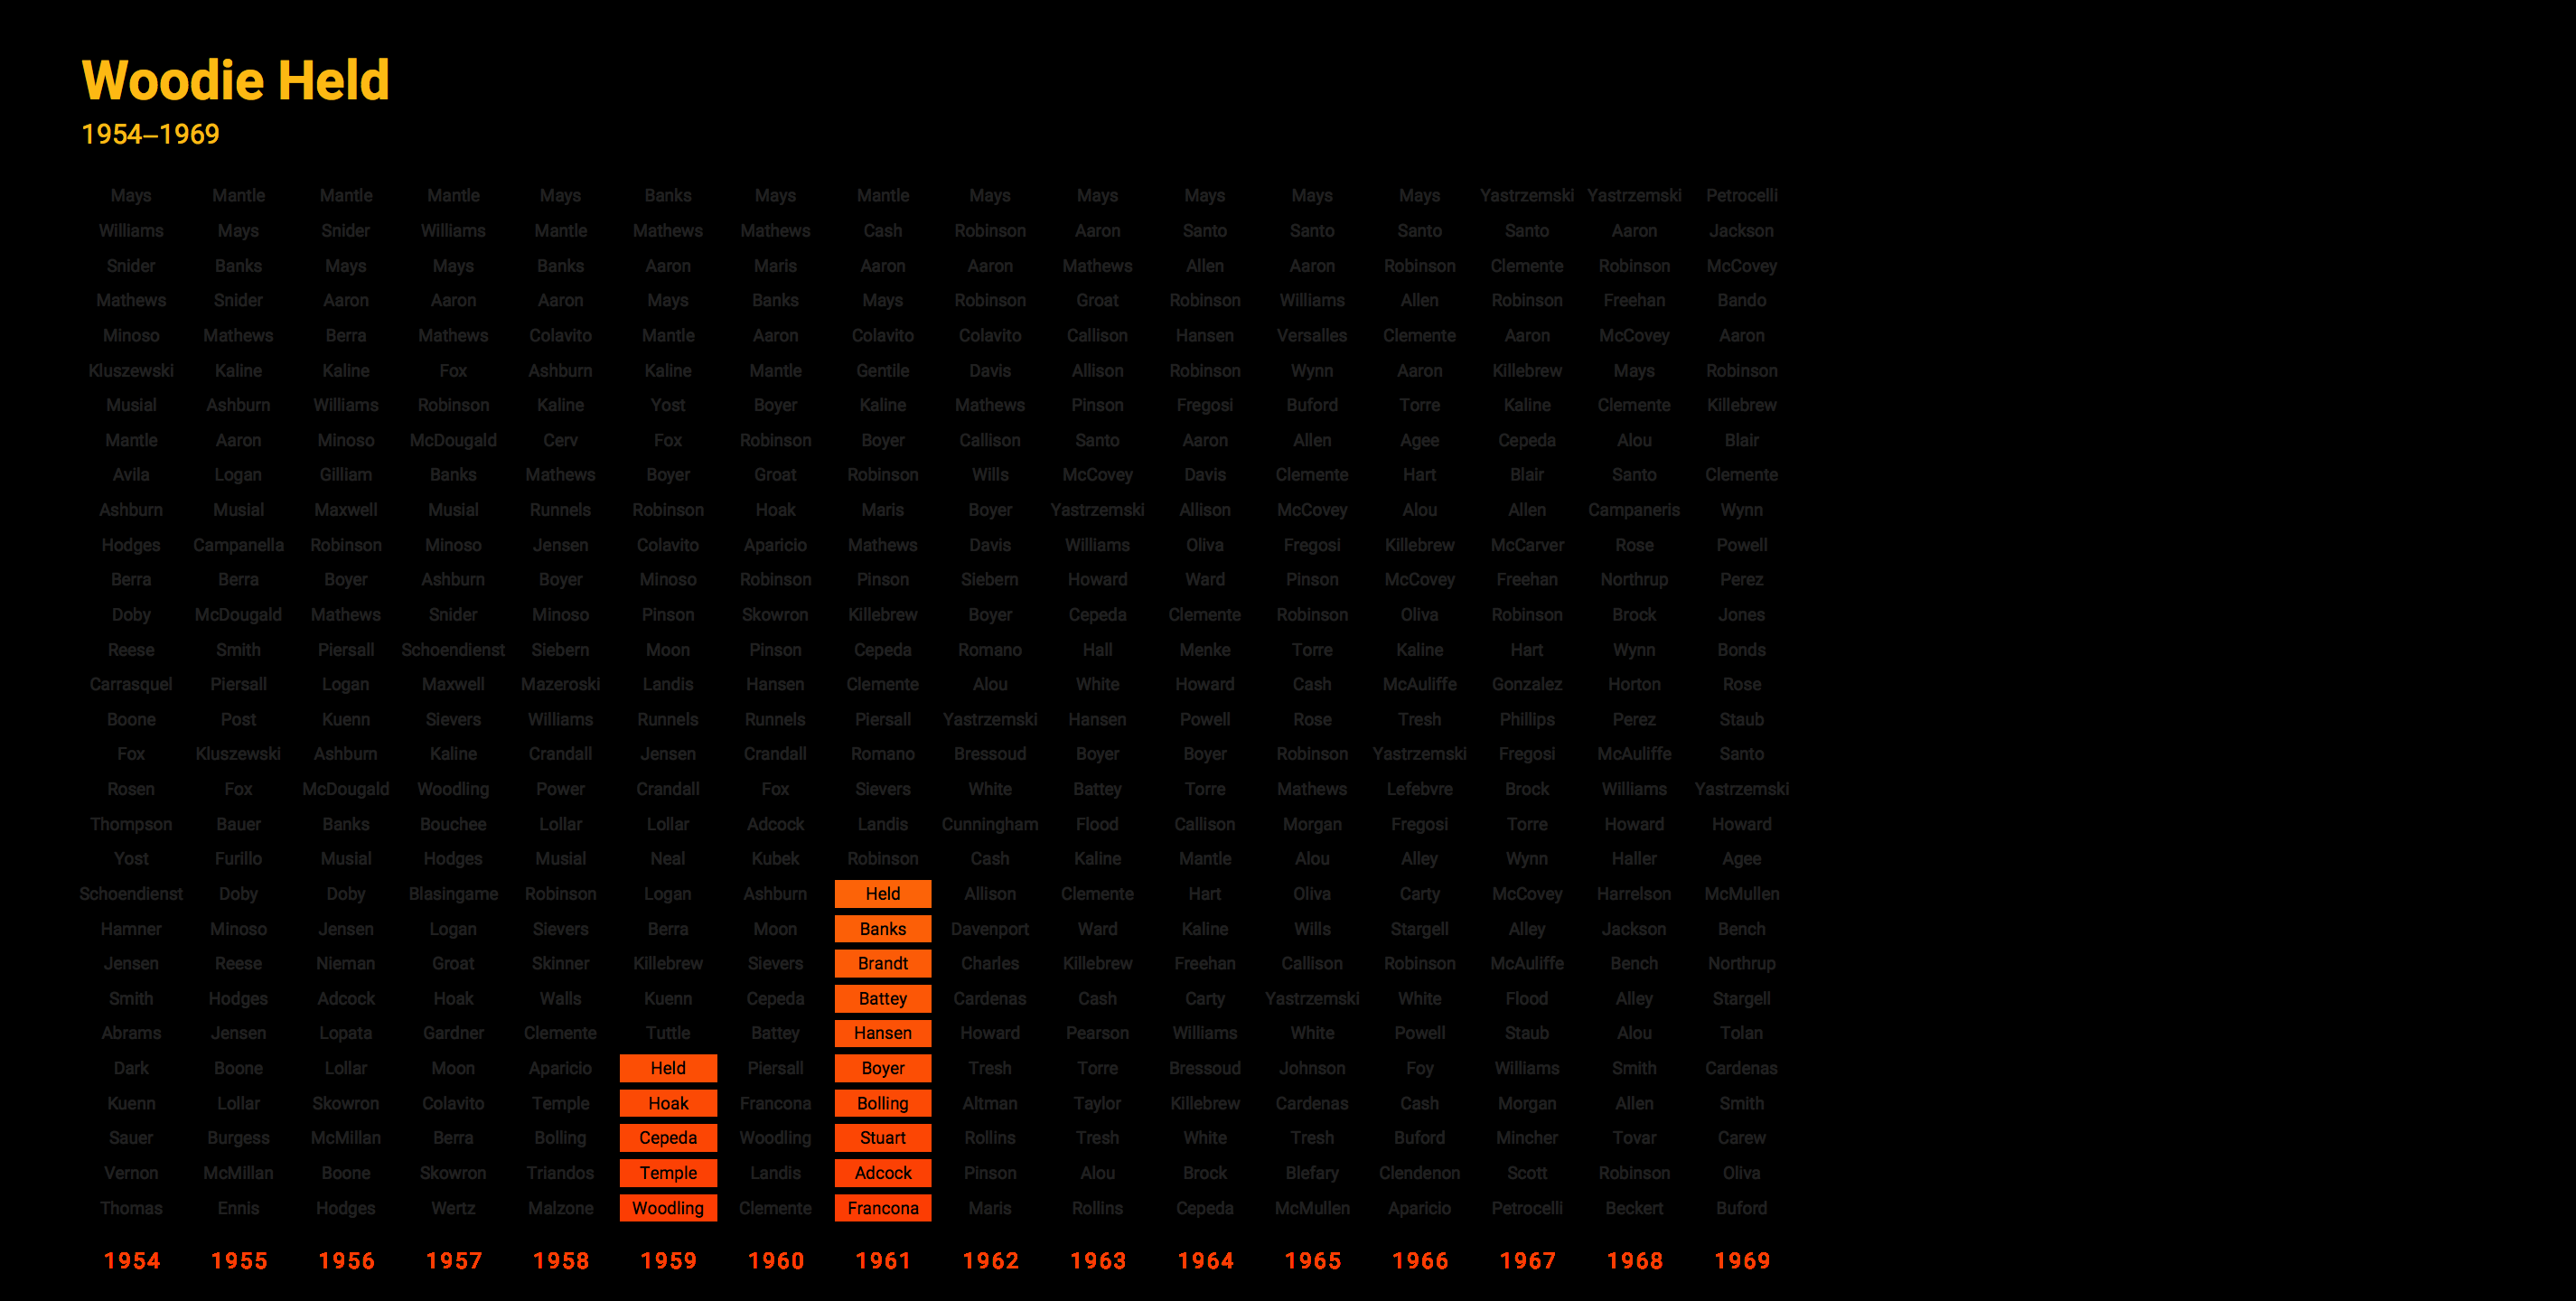 Woodie Held
1954–1969
Mays Mantle Mantle Mantle Mays Banks Mays Mantle Mays Mays Mays Mays Mays Yastrzemski Yastrzemski Petrocelli
Williams Mays Snider Williams Mantle Mathews Mathews Cash Robinson Aaron Santo Santo Santo Santo Aaron Jackson
Snider Banks Mays Mays Banks Aaron Maris Aaron Aaron Mathews Allen Aaron Robinson Clemente Robinson McCovey
Mathews Snider Aaron Aaron Aaron Mays Banks Mays Robinson Groat Robinson Williams Allen Robinson Freehan Bando
Minoso Mathews Berra Mathews Colavito Mantle Aaron Colavito Colavito Callison Hansen Versalles Clemente Aaron McCovey Aaron
Kluszewski Kaline Kaline Fox Ashburn Kaline Mantle Gentile Davis Allison Robinson Wynn Aaron Killebrew Mays Robinson
Musial Ashburn Williams Robinson Kaline Yost Boyer Kaline Mathews Pinson Fregosi Buford Torre Kaline Clemente Killebrew
Mantle Aaron Minoso McDougald Cerv Fox Robinson Boyer Callison Santo Aaron Allen Agee Cepeda Alou Blair
Avila Logan Gilliam Banks Mathews Boyer Groat Robinson Wills McCovey Davis Clemente Hart Blair Santo Clemente
Ashburn Musial Maxwell Musial Runnels Robinson Hoak Maris Boyer Yastrzemski Allison McCovey Alou Allen Campaneris Wynn
Hodges Campanella Robinson Minoso Jensen Colavito Aparicio Mathews Davis Williams Oliva Fregosi Killebrew McCarver Rose Powell
Berra Berra Boyer Ashburn Boyer Minoso Robinson Pinson Siebern Howard Ward Pinson McCovey Freehan Northrup Perez
Doby McDougald Mathews Snider Minoso Pinson Skowron Killebrew Boyer Cepeda Clemente Robinson Oliva Robinson Brock Jones
Reese Smith Piersall Schoendienst Siebern Moon Pinson Cepeda Romano Hall Menke Torre Kaline Hart Wynn Bonds
Carrasquel Piersall Logan Maxwell Mazeroski Landis Hansen Clemente Alou White Howard Cash McAuliffe Gonzalez Horton Rose
Boone Post Kuenn Sievers Williams Runnels Runnels Piersall Yastrzemski Hansen Powell Rose Tresh Phillips Perez Staub
Fox Kluszewski Ashburn Kaline Crandall Jensen Crandall Romano Bressoud Boyer Boyer Robinson Yastrzemski Fregosi McAuliffe Santo
Rosen Fox McDougald Woodling Power Crandall Fox Sievers White Battey Torre Mathews Lefebvre Brock Williams Yastrzemski
Thompson Bauer Banks Bouchee Lollar Lollar Adcock Landis Cunningham Flood Callison Morgan Fregosi Torre Howard Howard
Yost Furillo Musial Hodges Musial Neal Kubek Robinson Cash Kaline Mantle Alou Alley Wynn Haller Agee
Schoendienst Doby Doby Blasingame Robinson Logan Ashburn Held Allison Clemente Hart Oliva Carty McCovey Harrelson McMullen
Hamner Minoso Jensen Logan Sievers Berra Moon Banks Davenport Ward Kaline Wills Stargell Alley Jackson Bench
Jensen Reese Nieman Groat Skinner Killebrew Sievers Brandt Charles Killebrew Freehan Callison Robinson McAuliffe Bench Northrup
Smith Hodges Adcock Hoak Walls Kuenn Cepeda Battey Cardenas Cash Carty Yastrzemski White Flood Alley Stargell
Abrams Jensen Lopata Gardner Clemente Tuttle Battey Hansen Howard Pearson Williams White Powell Staub Alou Tolan
Dark Boone Lollar Moon Aparicio Held Piersall Boyer Tresh Torre Bressoud Johnson Foy Williams Smith Cardenas
Kuenn Lollar Skowron Colavito Temple Hoak Francona Bolling Altman Taylor Killebrew Cardenas Cash Morgan Allen Smith
Sauer Burgess McMillan Berra Bolling Cepeda Woodling Stuart Rollins Tresh White Tresh Buford Mincher Tovar Carew
Vernon McMillan Boone Skowron Triandos Temple Landis Adcock Pinson Alou Brock Blefary Clendenon Scott Robinson Oliva
Thomas Ennis Hodges Wertz Malzone Woodling Clemente Francona Maris Rollins Cepeda McMullen Aparicio Petrocelli Beckert Buford
1954 1955 1956 1957 1958 1959 1960 1961 1962 1963 1964 1965 1966 1967 1968 1969